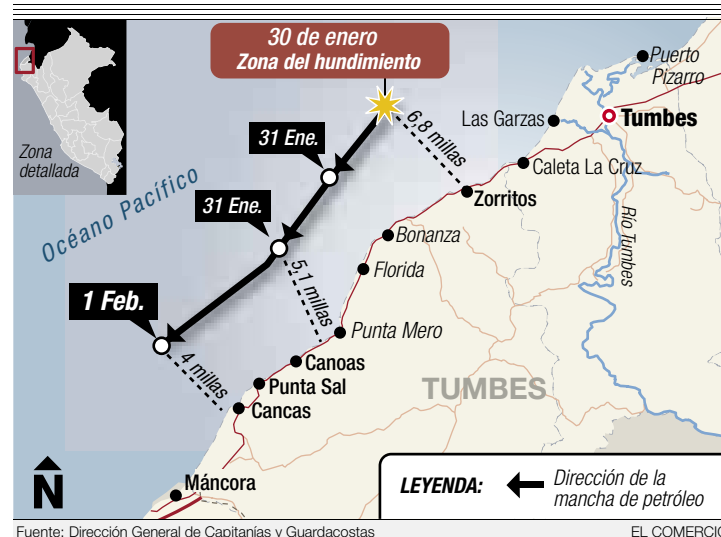 30 de enero
Zona del hundimiento
Zona
detallada
Océano Pacífico
31 Ene.
31 Ene.
1 Feb.
6,8 millas
5,1 millas
4 millas
Puerto
Pizarro
Las Garzas
Tumbes
Caleta La Cruz
Zorritos
Río Tumbes
Bonanza
Florida
Punta Mero
Canoas
Punta Sal
Cancas
TUMBES
Máncora
N
LEYENDA:
Dirección de la
mancha de petróleo
Fuente: Dirección General de Capitanías y Guardacostas
EL COMERCIO